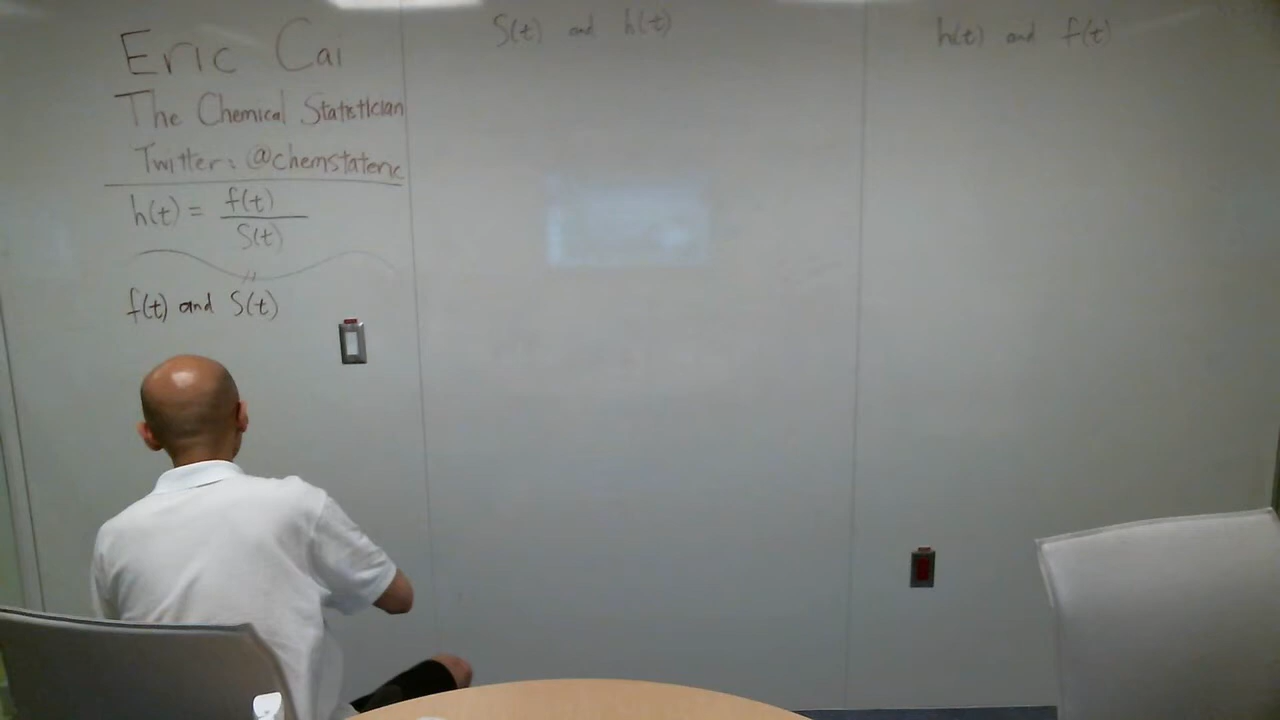 Eric Cai
The Chemical Statistician
Twitter: @chemstateric
h(t) = f(t)
S(t)
f(t) and S(t)
S(t) and h(t)
h(t) and f(t)